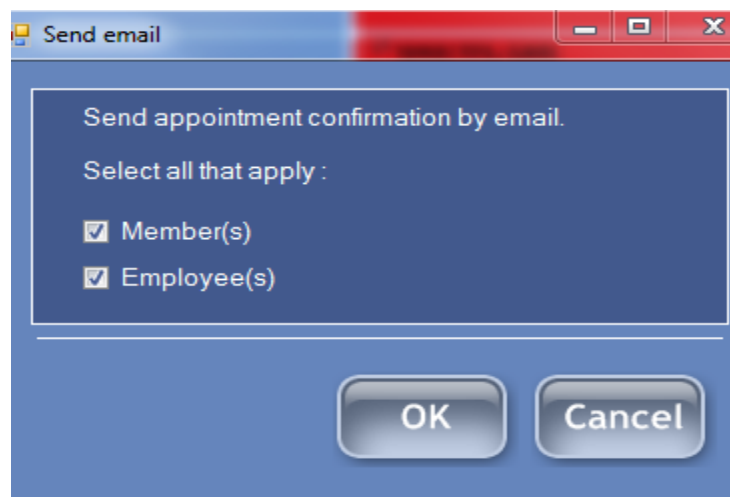 Send email
Send appointment confirmation by email.
Select all that apply :
Member(s)
Employee(s)
OK
Cancel